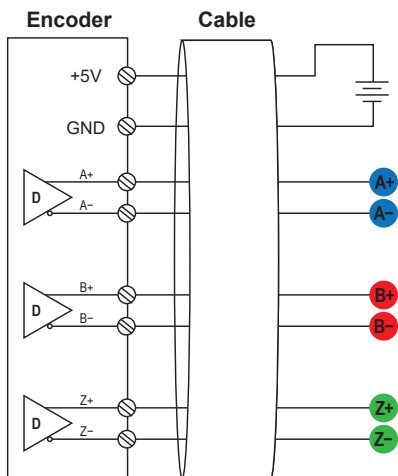 Encoder Cable
+5V
GND
A+ A+
D
A− A−
B+ B+
D
B− B−
Z+ Z+
D
Z− Z−